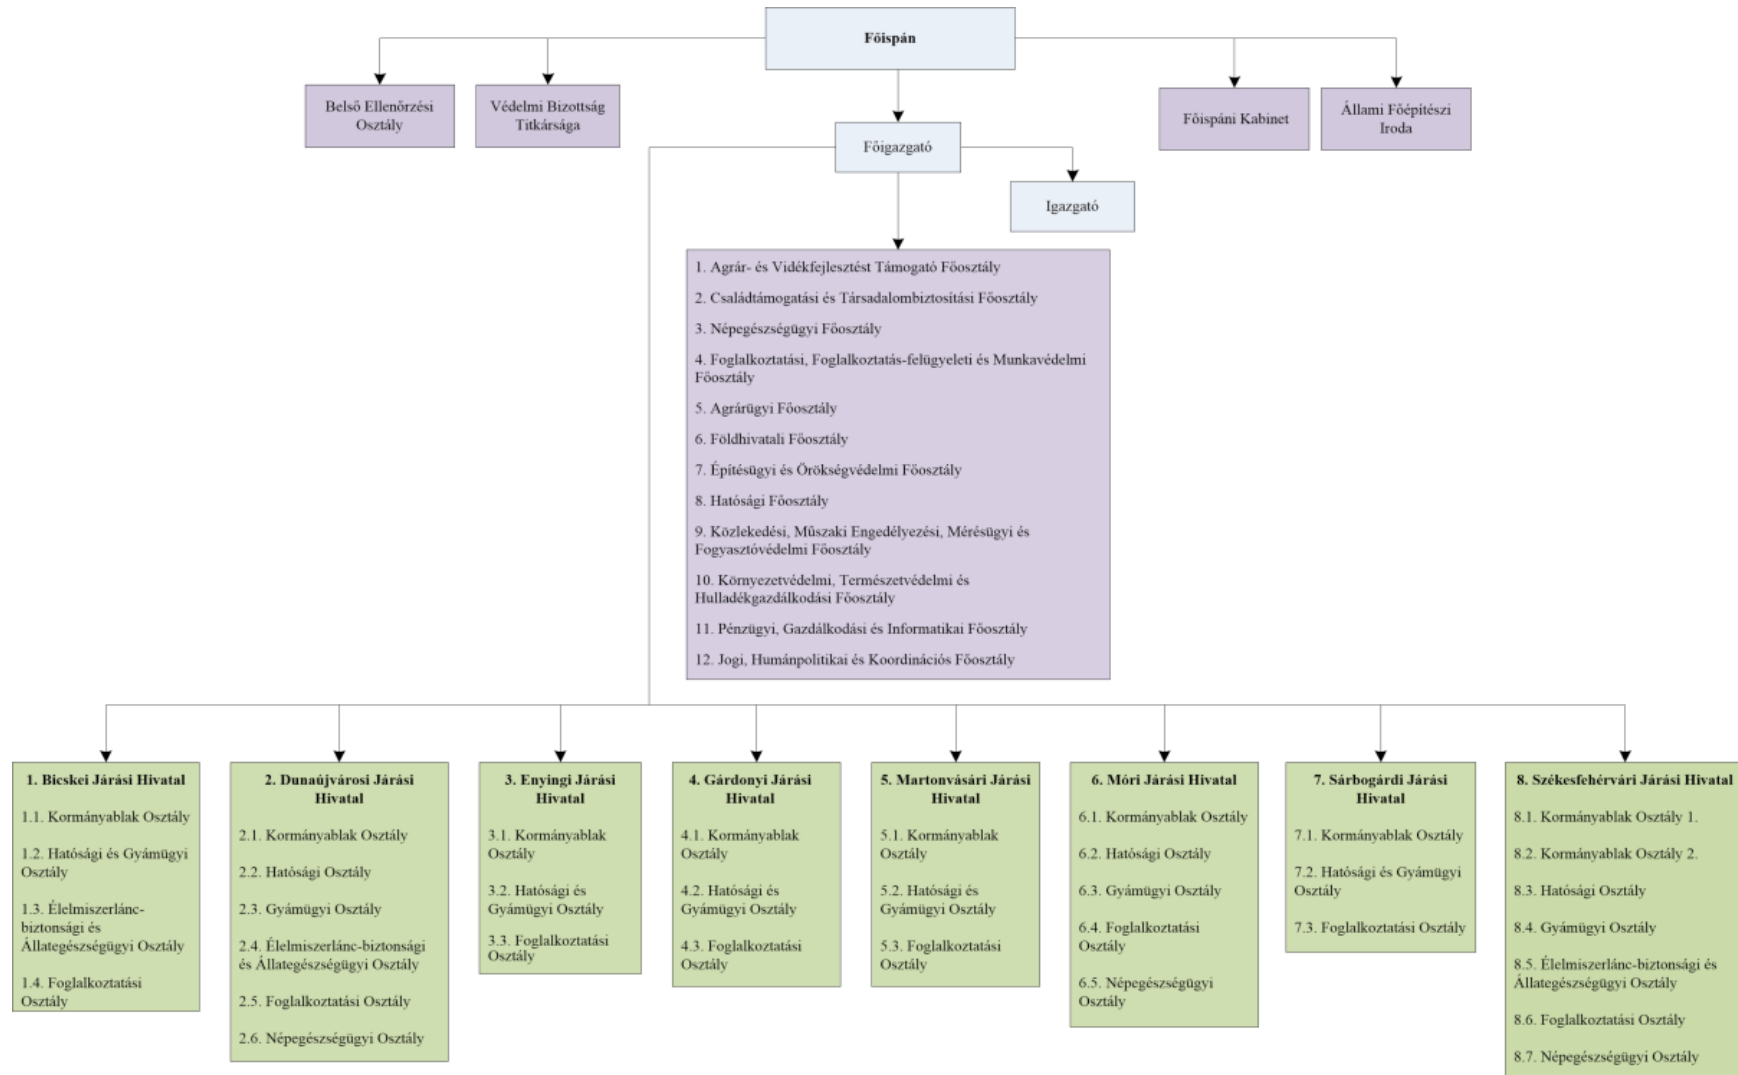 Főispán
Belső Ellenőrzési
Osztály
Védelmi Bizottság
Titkársága
Főispáni Kabinet
Állami Főépítészi
Iroda
Főigazgató
Igazgató
1. Agrár- és Vidékfejlesztést Támogató Főosztály
2. Családtámogatási és Társadalombiztosítási Főosztály
3. Népegészségügyi Főosztály
4. Foglalkoztatási, Foglalkoztatás-felügyeleti és Munkavédelmi
Főosztály
5. Agrárügyi Főosztály
6. Földhivatali Főosztály
7. Építésügyi és Örökségvédelmi Főosztály
8. Hatósági Főosztály
9. Közlekedési, Műszaki Engedélyezési, Mérésügyi és
Fogyasztóvédelmi Főosztály
10. Környezetvédelmi, Természetvédelmi és
Hulladékgazdálkodási Főosztály
11. Pénzügyi, Gazdálkodási és Informatikai Főosztály
12. Jogi, Humánpolitikai és Koordinációs Főosztály
1. Bicskei Járási Hivatal
1.1. Kormányablak Osztály
1.2. Hatósági és Gyámügyi
Osztály
1.3. Élelmiszerlánc-
biztonsági és
Állategészségügyi Osztály
1.4. Foglalkoztatási
Osztály
2. Dunaújvárosi Járási
Hivatal
2.1. Kormányablak Osztály
2.2. Hatósági Osztály
2.3. Gyámügyi Osztály
2.4. Élelmiszerlánc-biztonsági
és Állategészségügyi Osztály
2.5. Foglalkoztatási Osztály
2.6. Népegészségügyi Osztály
3. Enyingi Járási
Hivatal
3.1. Kormányablak
Osztály
3.2. Hatósági és
Gyámügyi Osztály
3.3. Foglalkoztatási
Osztály
4. Gárdonyi Járási
Hivatal
4.1. Kormányablak
Osztály
4.2. Hatósági és
Gyámügyi Osztály
4.3. Foglalkoztatási
Osztály
5. Martonvásári Járási
Hivatal
5.1. Kormányablak
Osztály
5.2. Hatósági és
Gyámügyi Osztály
5.3. Foglalkoztatási
Osztály
6. Móri Járási Hivatal
6.1. Kormányablak Osztály
6.2. Hatósági Osztály
6.3. Gyámügyi Osztály
6.4. Foglalkoztatási
Osztály
6.5. Népegészségügyi
Osztály
7. Sárbogárdi Járási
Hivatal
7.1. Kormányablak Osztály
7.2. Hatósági és Gyámügyi
Osztály
7.3. Foglalkoztatási Osztály
8. Székesfehérvári Járási Hivatal
8.1. Kormányablak Osztály 1.
8.2. Kormányablak Osztály 2.
8.3. Hatósági Osztály
8.4. Gyámügyi Osztály
8.5. Élelmiszerlánc-biztonsági és
Állategészségügyi Osztály
8.6. Foglalkoztatási Osztály
8.7. Népegészségügyi Osztály